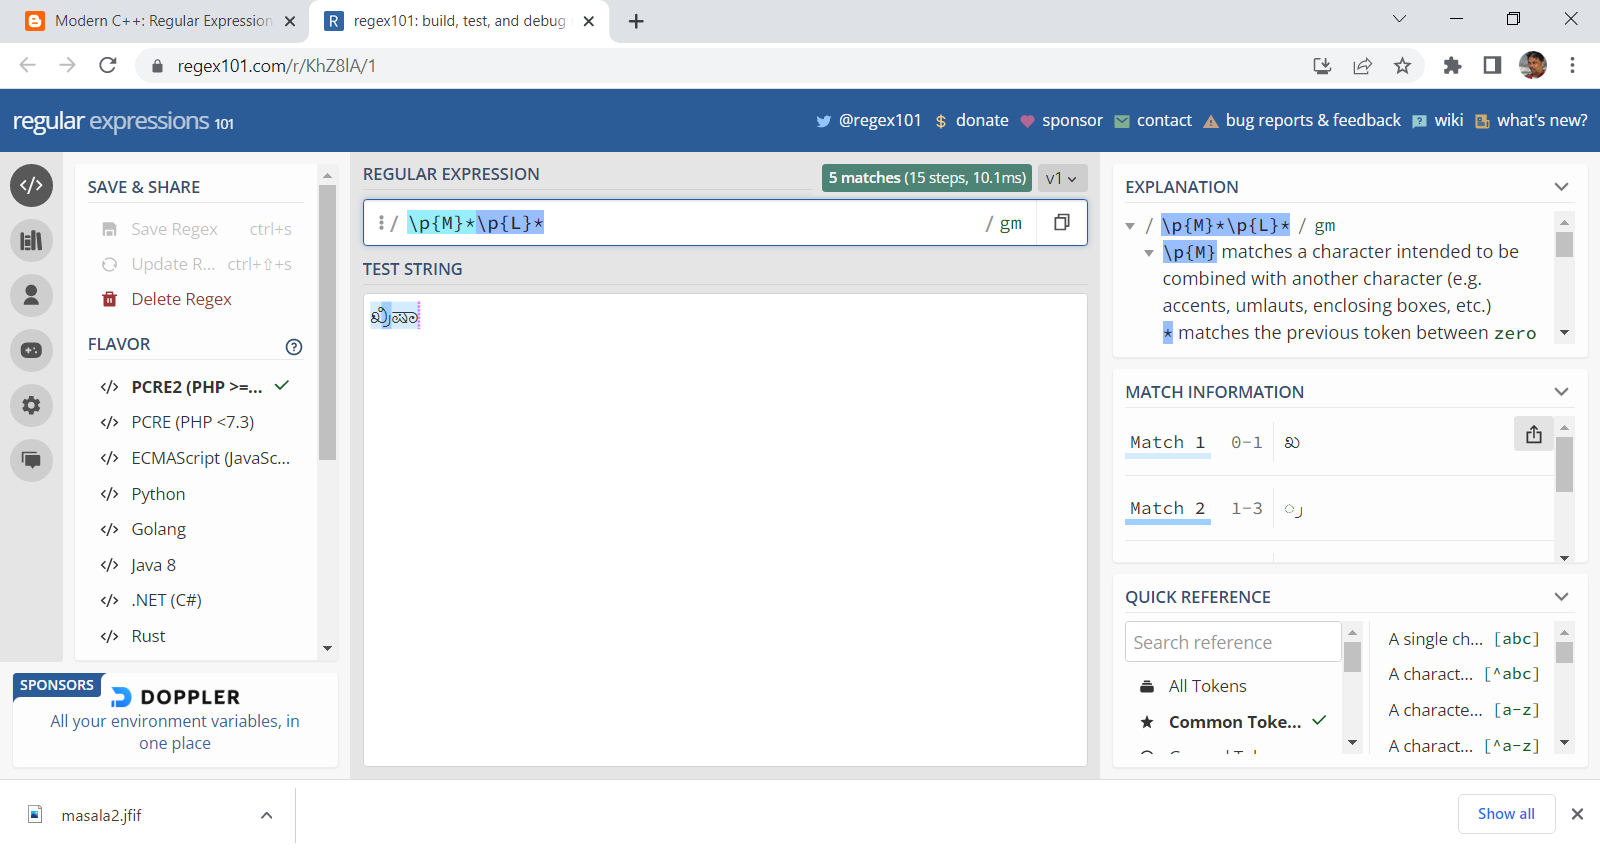 Modern C++: Regular Expression
regex101: build, test, and debug
regex101.com/r/KhZ8lA/1
regular expressions 101
@regex101 $ donate sponsor contact bug reports & feedback wiki what's new?
SAVE & SHARE
Save Regex ctrl+s
Update R... ctrl+⇧+s
Delete Regex
FLAVOR
</> PCRE2 (PHP >=...
</> PCRE (PHP <7.3)
</> ECMAScript (JavaSc...
</> Python
</> Golang
</> Java 8
</> .NET (C#)
</> Rust
SPONSORS
DOPPLER
All your environment variables, in
one place
REGULAR EXPRESSION
5 matches (15 steps, 10.1ms)
v1
/ \p{M}*\p{L}* / gm
TEST STRING
EXPLANATION
/ \p{M}*\p{L}* / gm
\p{M} matches a character intended to be
combined with another character (e.g.
accents, umlauts, enclosing boxes, etc.)
* matches the previous token between zero
MATCH INFORMATION
Match 1 0-1 ಖ
Match 2 1-3 ್ರ
QUICK REFERENCE
Search reference
All Tokens
Common Toke...
A single ch... [abc]
A charact... [^abc]
A characte... [a-z]
A charact... [^a-z]
masala2.jfif
Show all